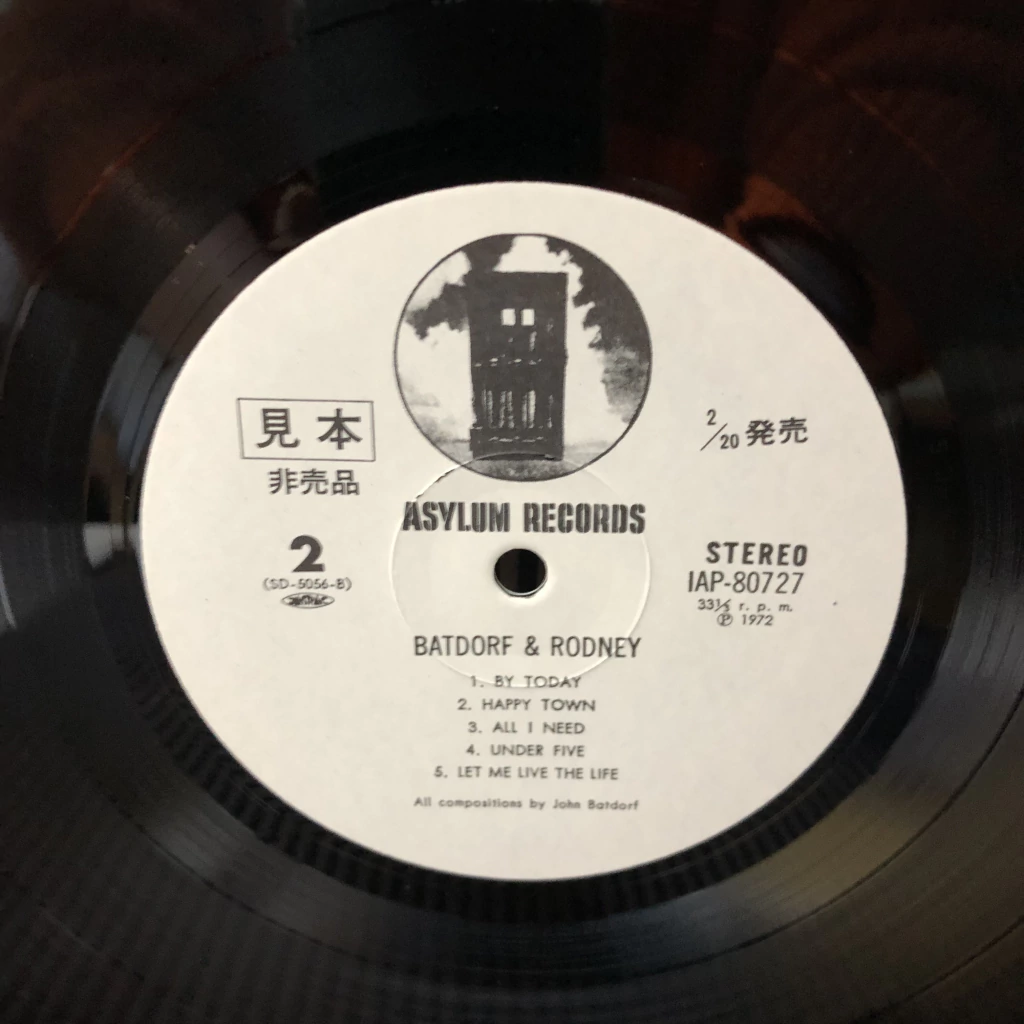 見本
非売品
2/20 発売
ASYLUM RECORDS
2
(SD-5056-B)
STEREO
IAP-80727
33⅓ r. p. m.
℗ 1972
BATDORF & RODNEY
1. BY TODAY
2. HAPPY TOWN
3. ALL I NEED
4. UNDER FIVE
5. LET ME LIVE THE LIFE
All compositions by John Batdorf